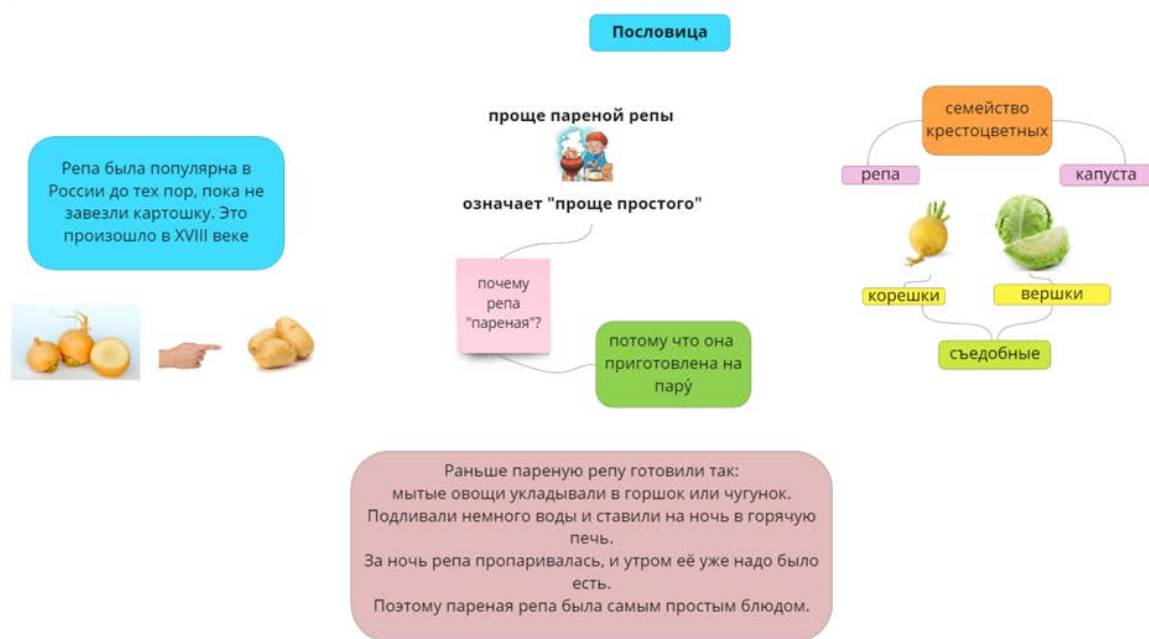 Пословица
проще пареной репы
означает "проще простого"
почему
репа
"пареная"?
потому что она
приготовлена на
пару́
Репа была популярна в
России до тех пор, пока не
завезли картошку. Это
произошло в XVIII веке
семейство
крестоцветных
репа
капуста
корешки
вершки
съедобные
Раньше пареную репу готовили так:
мытые овощи укладывали в горшок или чугунок.
Подливали немного воды и ставили на ночь в горячую
печь.
За ночь репа пропаривалась, и утром её уже надо было
есть.
Поэтому пареная репа была самым простым блюдом.